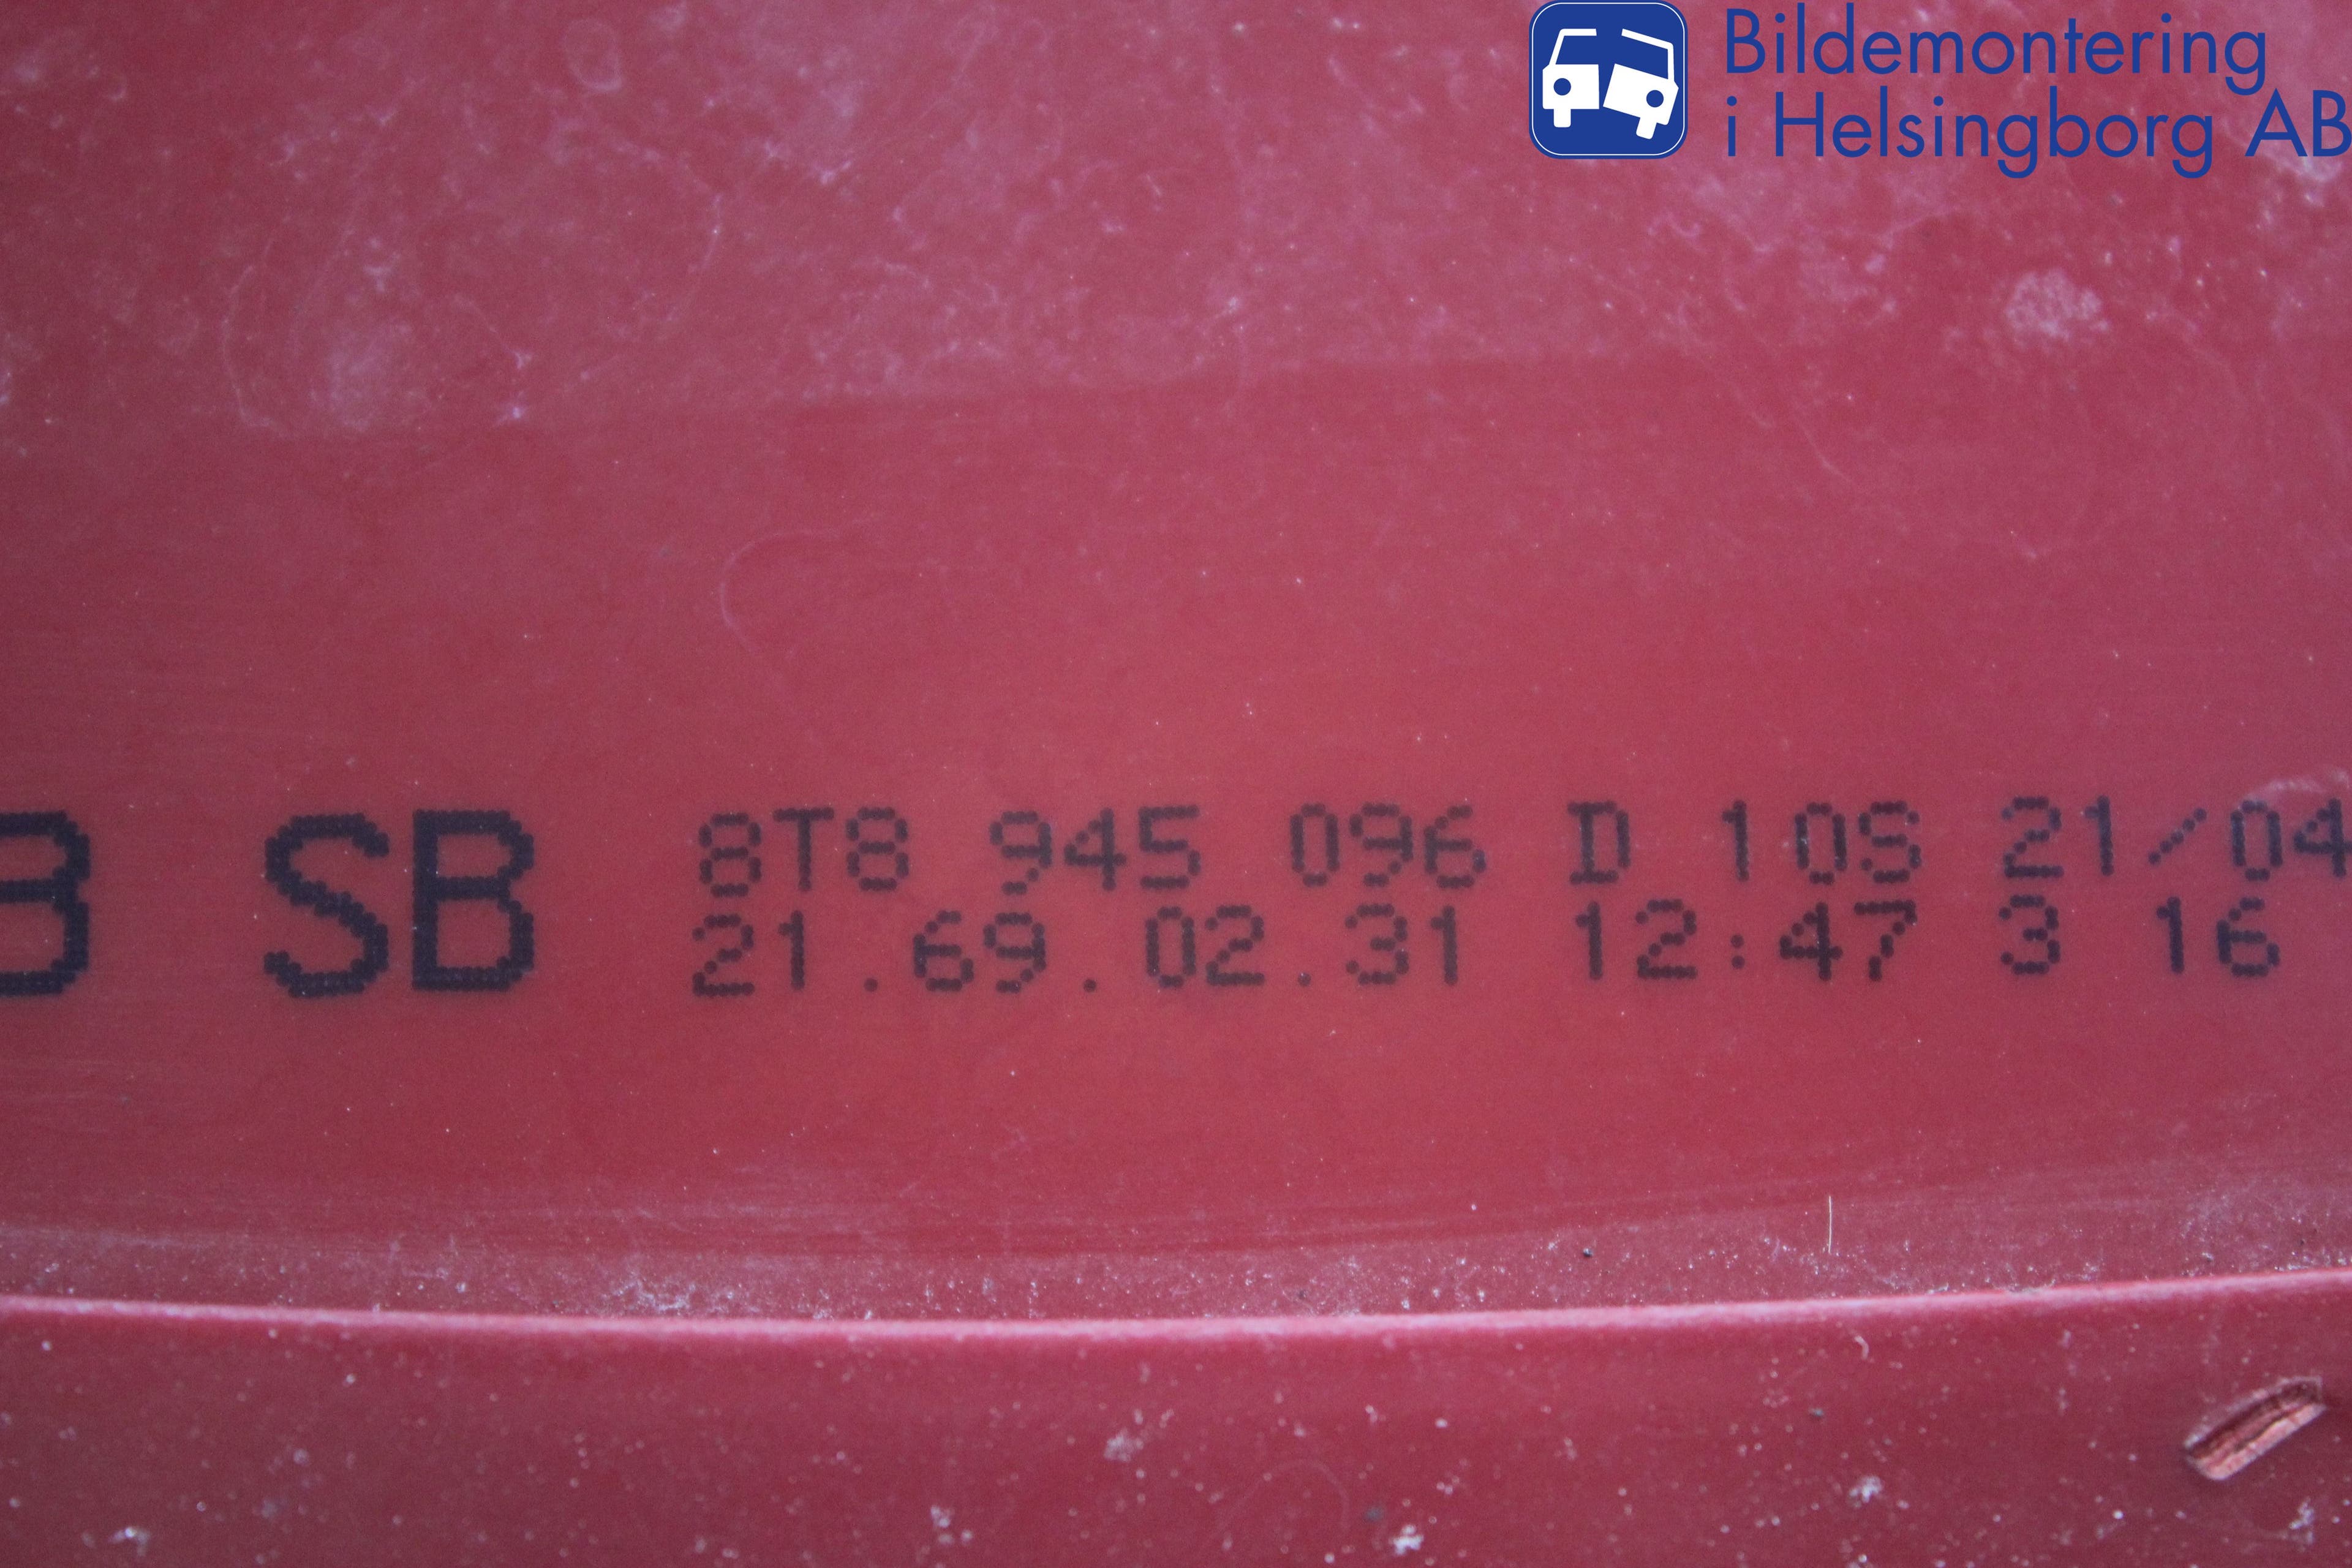 Bildemontering
i Helsingborg AB
B SB 8T8 945 096 D 10S 21/04
21.69.02.31 12:47 3 16